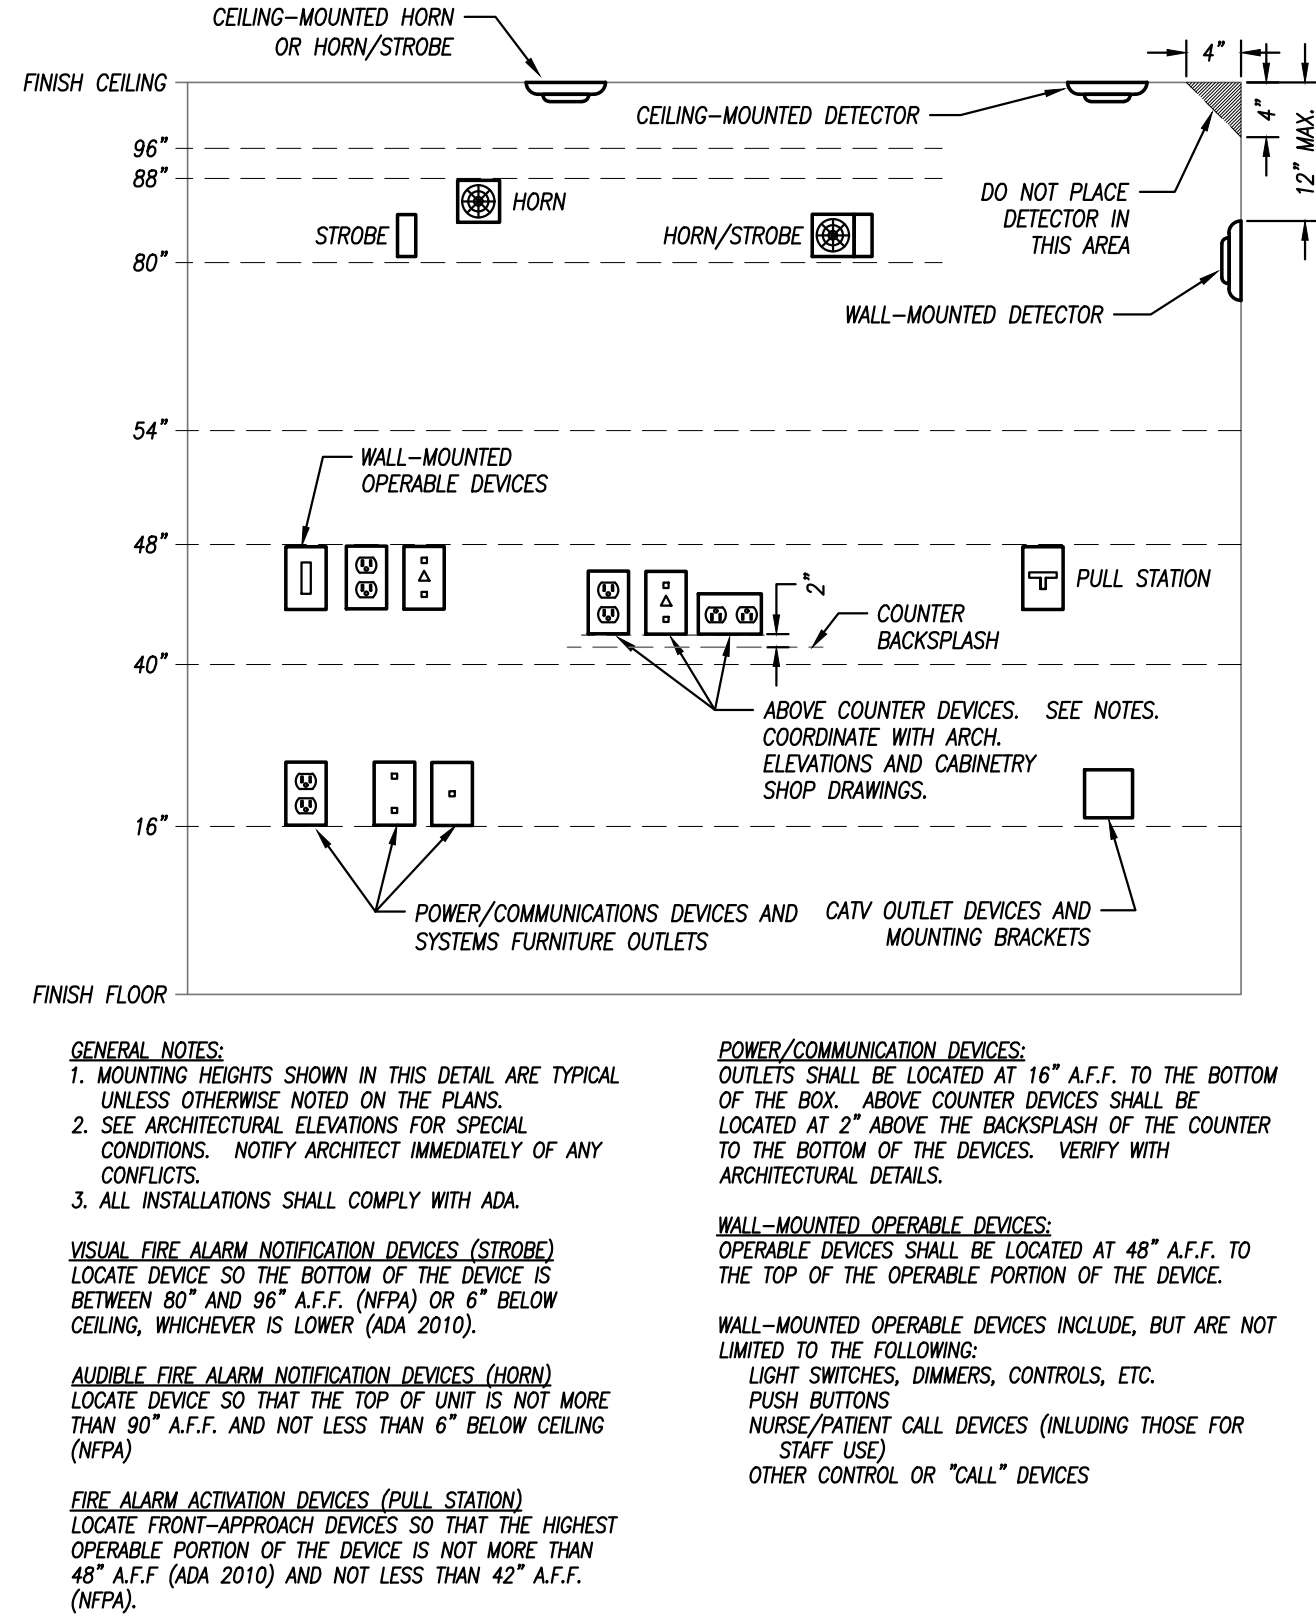 CEILING-MOUNTED HORN
OR HORN/STROBE
4"
FINISH CEILING
CEILING-MOUNTED DETECTOR
4"
12" MAX.
96"
88"
DO NOT PLACE
DETECTOR IN
THIS AREA
HORN
STROBE
HORN/STROBE
80"
WALL-MOUNTED DETECTOR
54"
WALL-MOUNTED
OPERABLE DEVICES
48"
2"
PULL STATION
COUNTER
BACKSPLASH
40"
ABOVE COUNTER DEVICES. SEE NOTES.
COORDINATE WITH ARCH.
ELEVATIONS AND CABINETRY
SHOP DRAWINGS.
16"
POWER/COMMUNICATIONS DEVICES AND
SYSTEMS FURNITURE OUTLETS
CATV OUTLET DEVICES AND
MOUNTING BRACKETS
FINISH FLOOR
GENERAL NOTES:
1. MOUNTING HEIGHTS SHOWN IN THIS DETAIL ARE TYPICAL
UNLESS OTHERWISE NOTED ON THE PLANS.
2. SEE ARCHITECTURAL ELEVATIONS FOR SPECIAL
CONDITIONS. NOTIFY ARCHITECT IMMEDIATELY OF ANY
CONFLICTS.
3. ALL INSTALLATIONS SHALL COMPLY WITH ADA.
VISUAL FIRE ALARM NOTIFICATION DEVICES (STROBE)
LOCATE DEVICE SO THE BOTTOM OF THE DEVICE IS
BETWEEN 80" AND 96" A.F.F. (NFPA) OR 6" BELOW
CEILING, WHICHEVER IS LOWER (ADA 2010).
AUDIBLE FIRE ALARM NOTIFICATION DEVICES (HORN)
LOCATE DEVICE SO THAT THE TOP OF UNIT IS NOT MORE
THAN 90" A.F.F. AND NOT LESS THAN 6" BELOW CEILING
(NFPA)
FIRE ALARM ACTIVATION DEVICES (PULL STATION)
LOCATE FRONT-APPROACH DEVICES SO THAT THE HIGHEST
OPERABLE PORTION OF THE DEVICE IS NOT MORE THAN
48" A.F.F (ADA 2010) AND NOT LESS THAN 42" A.F.F.
(NFPA).
POWER/COMMUNICATION DEVICES:
OUTLETS SHALL BE LOCATED AT 16" A.F.F. TO THE BOTTOM
OF THE BOX. ABOVE COUNTER DEVICES SHALL BE
LOCATED AT 2" ABOVE THE BACKSPLASH OF THE COUNTER
TO THE BOTTOM OF THE DEVICES. VERIFY WITH
ARCHITECTURAL DETAILS.
WALL-MOUNTED OPERABLE DEVICES:
OPERABLE DEVICES SHALL BE LOCATED AT 48" A.F.F. TO
THE TOP OF THE OPERABLE PORTION OF THE DEVICE.
WALL-MOUNTED OPERABLE DEVICES INCLUDE, BUT ARE NOT
LIMITED TO THE FOLLOWING:
LIGHT SWITCHES, DIMMERS, CONTROLS, ETC.
PUSH BUTTONS
NURSE/PATIENT CALL DEVICES (INLUDING THOSE FOR
STAFF USE)
OTHER CONTROL OR "CALL" DEVICES